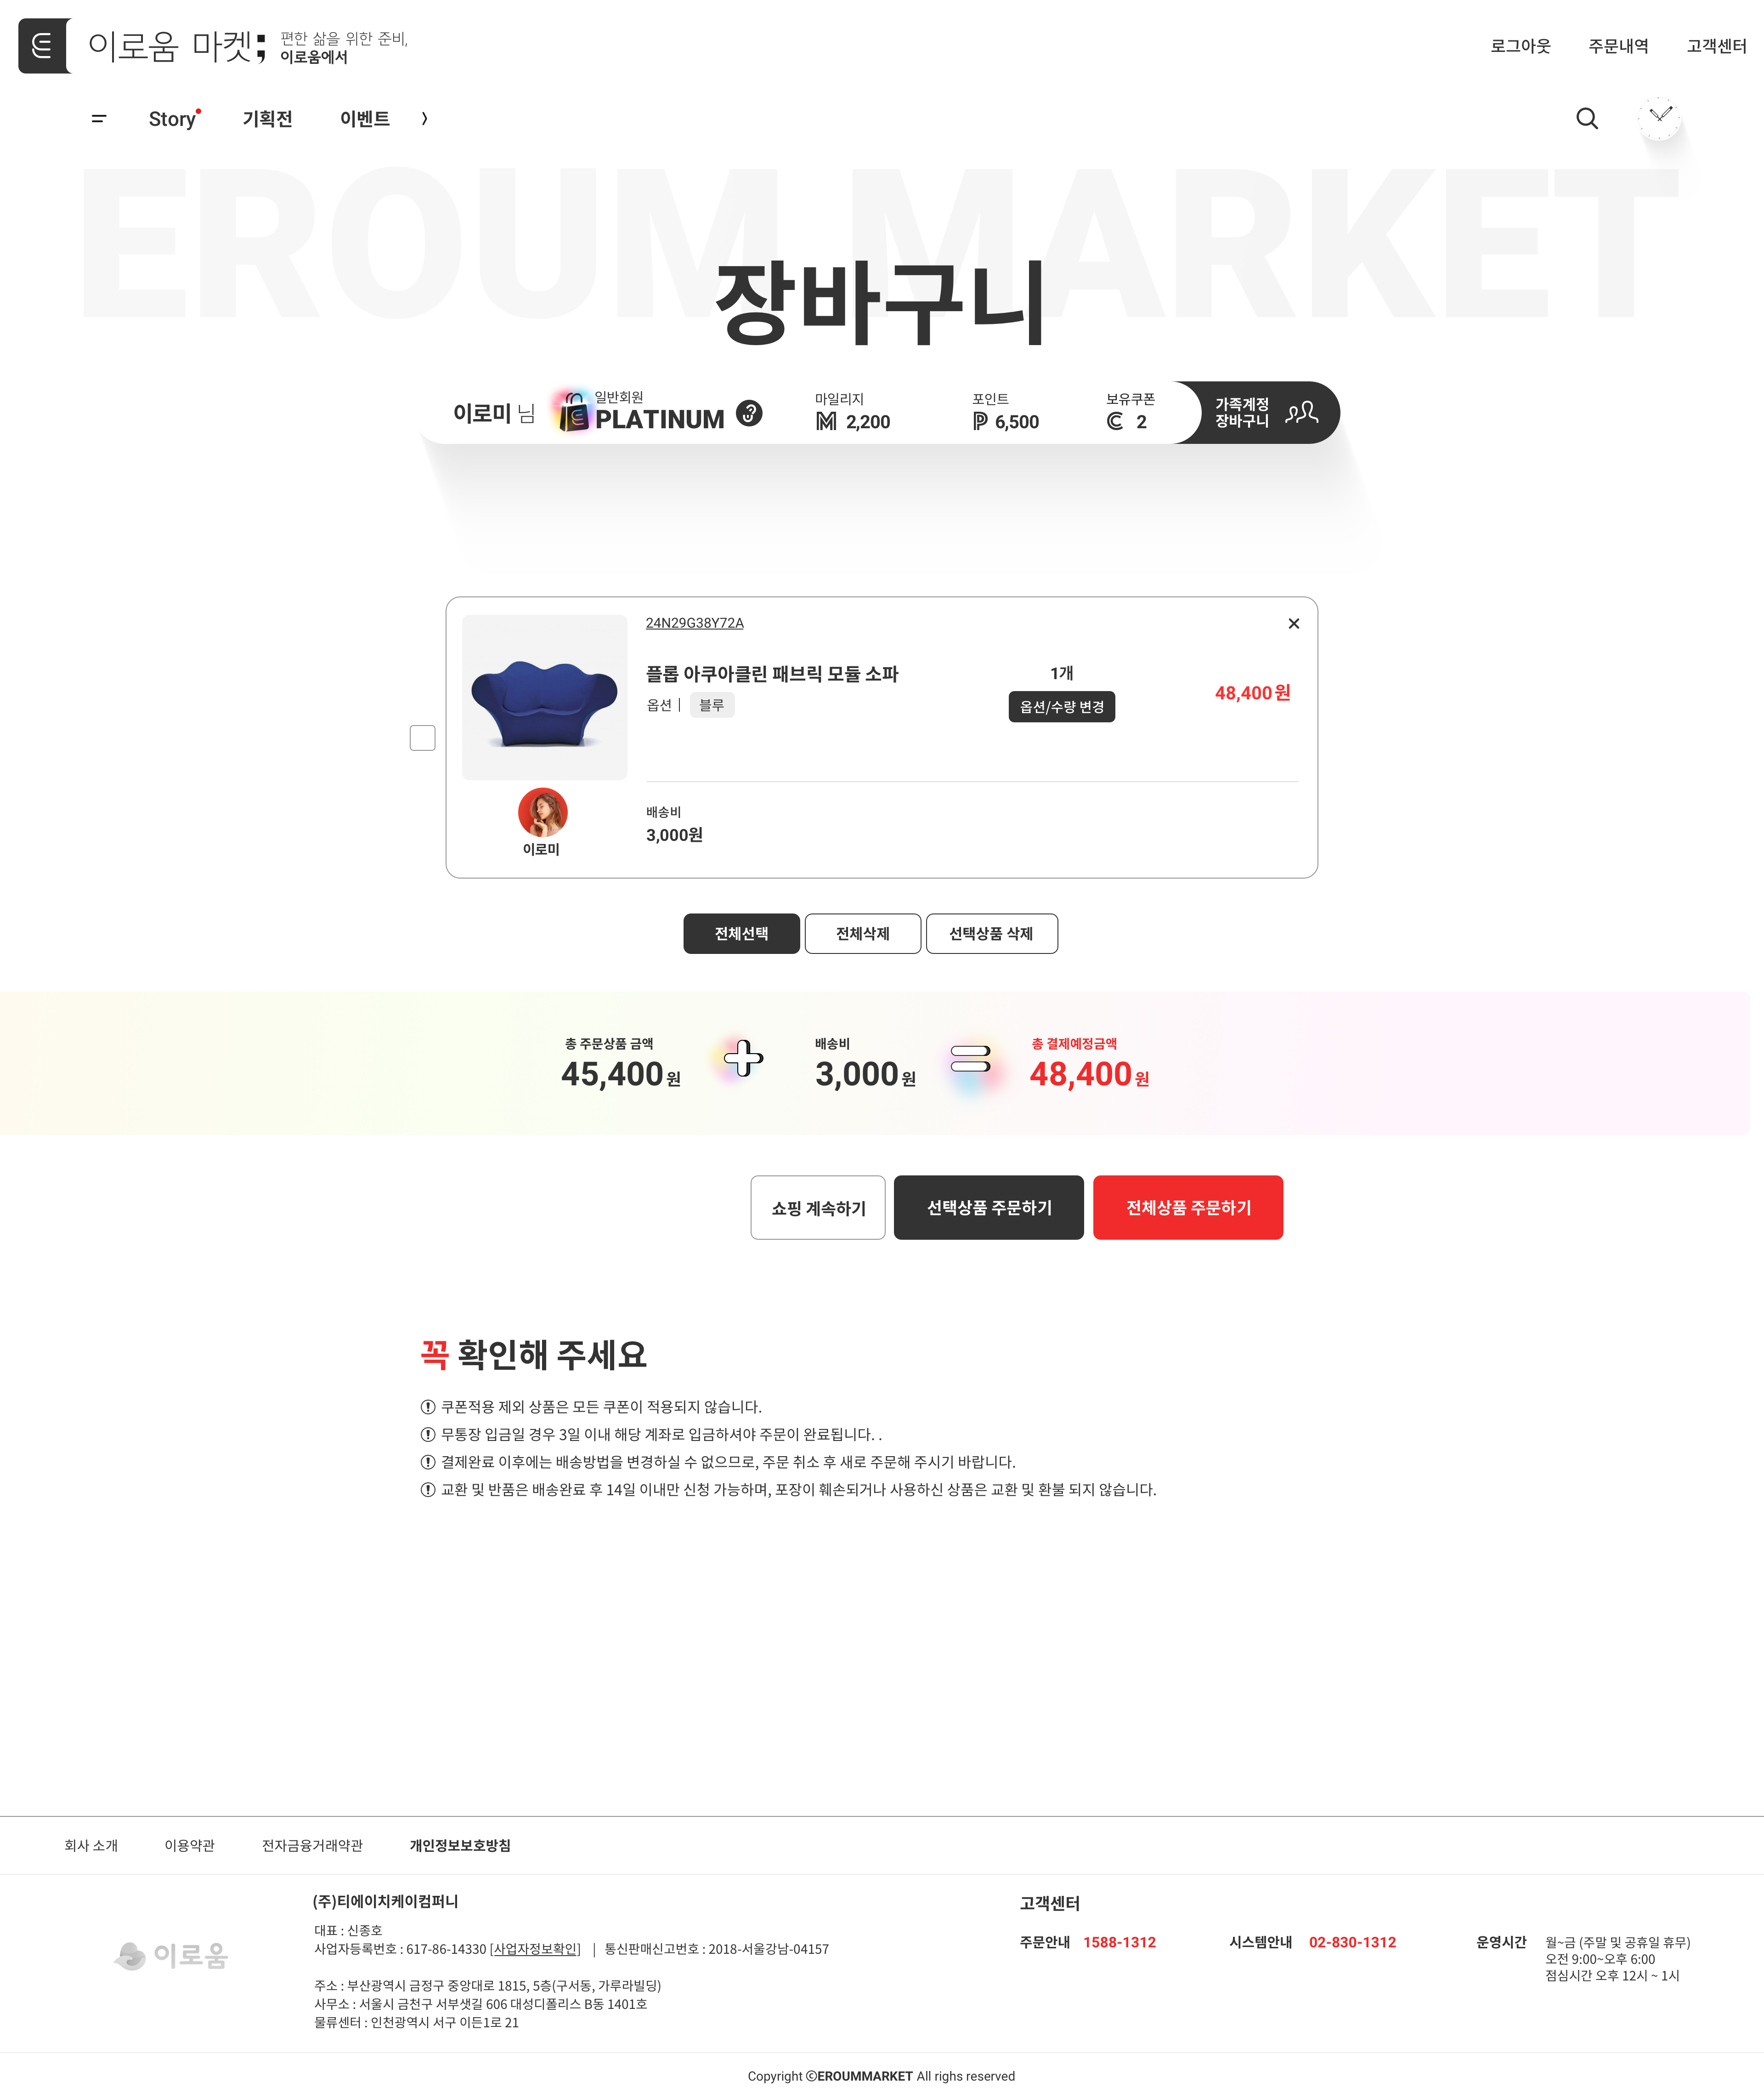 이로움 마켓;
편한 삶을 위한 준비,
이로움에서
로그아웃 주문내역 고객센터
Story 기획전 이벤트
EROUM MARKET
장바구니
이로미 님
일반회원
PLATINUM
마일리지
M 2,200
포인트
P 6,500
보유쿠폰
C 2
가족계정
장바구니
24N29G38Y72A
플롭 아쿠아클린 패브릭 모듈 소파
옵션 | 블루
1개
옵션/수량 변경
48,400원
이로미
배송비
3,000원
전체선택 전체삭제 선택상품 삭제
총 주문상품 금액
45,400원
배송비
3,000원
총 결제예정금액
48,400원
쇼핑 계속하기 선택상품 주문하기 전체상품 주문하기
꼭 확인해 주세요
쿠폰적용 제외 상품은 모든 쿠폰이 적용되지 않습니다.
무통장 입금일 경우 3일 이내 해당 계좌로 입금하셔야 주문이 완료됩니다. .
결제완료 이후에는 배송방법을 변경하실 수 없으므로, 주문 취소 후 새로 주문해 주시기 바랍니다.
교환 및 반품은 배송완료 후 14일 이내만 신청 가능하며, 포장이 훼손되거나 사용하신 상품은 교환 및 환불 되지 않습니다.
회사 소개 이용약관 전자금융거래약관 개인정보보호방침
이로움
(주)티에이치케이컴퍼니
대표 : 신종호
사업자등록번호 : 617-86-14330 [사업자정보확인] | 통신판매신고번호 : 2018-서울강남-04157
주소 : 부산광역시 금정구 중앙대로 1815, 5층(구서동, 가루라빌딩)
사무소 : 서울시 금천구 서부샛길 606 대성디폴리스 B동 1401호
물류센터 : 인천광역시 서구 이든1로 21
고객센터
주문안내 1588-1312
시스템안내 02-830-1312
운영시간 월~금 (주말 및 공휴일 휴무)
오전 9:00~오후 6:00
점심시간 오후 12시 ~ 1시
Copyright ⓒEROUMMARKET All righs reserved